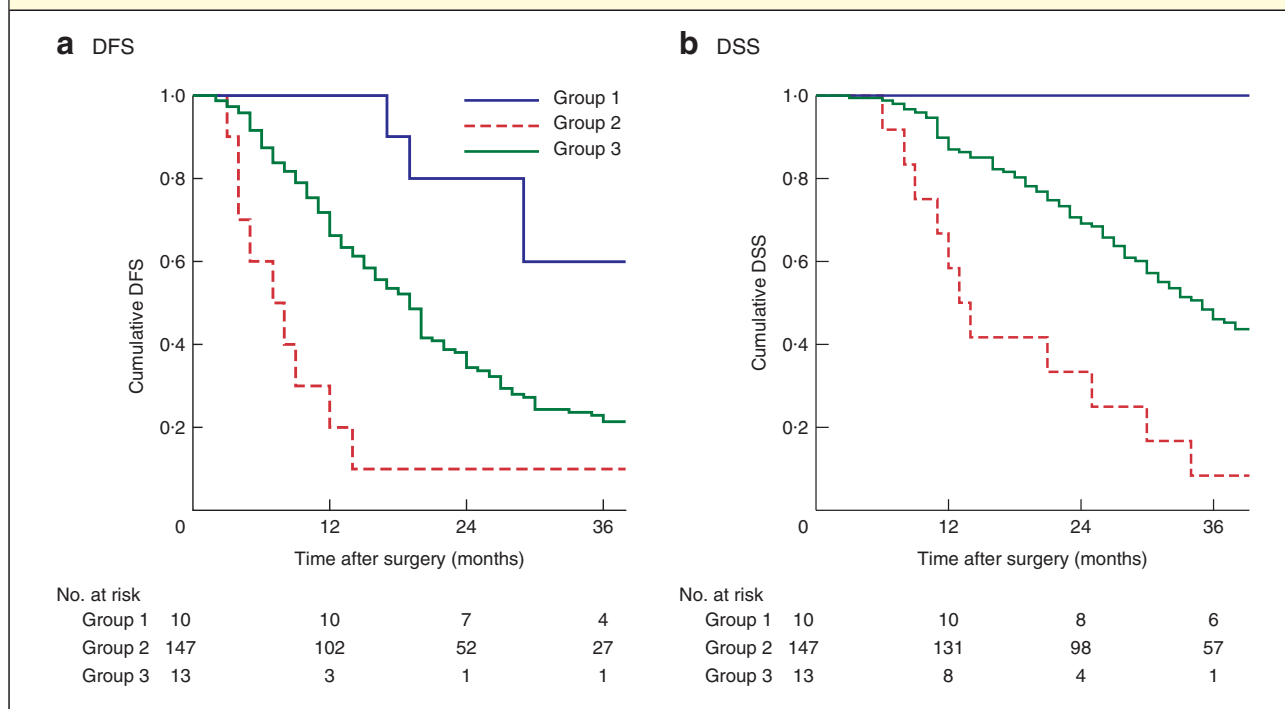 a DFS
1·0
0·8
0·6
0·4
0·2
0
12
24
36
Cumulative DFS
Time after surgery (months)
Group 1
Group 2
Group 3
No. at risk
Group 1 10 10 7 4
Group 2 147 102 52 27
Group 3 13 3 1 1
b DSS
1·0
0·8
0·6
0·4
0·2
0
12
24
36
Cumulative DSS
Time after surgery (months)
No. at risk
Group 1 10 10 8 6
Group 2 147 131 98 57
Group 3 13 8 4 1